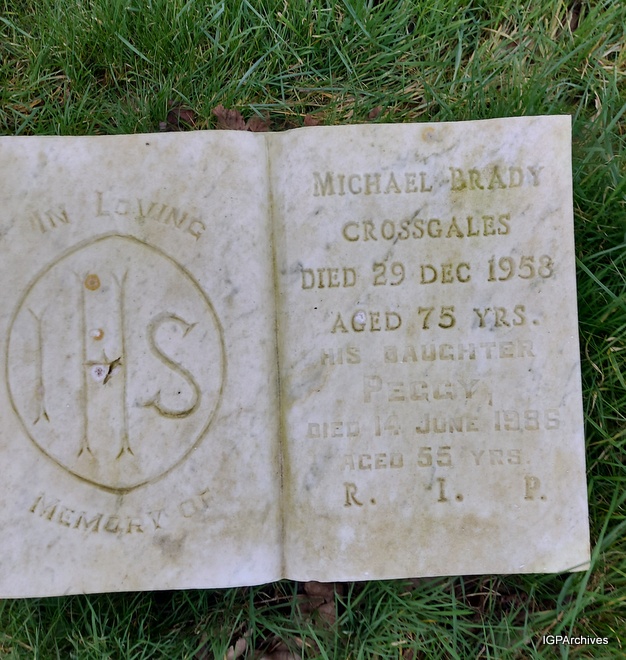 IN LOVING
IHS
MEMORY OF
MICHAEL BRADY
CROSSGALES
DIED 29 DEC 1958
AGED 75 YRS.
HIS DAUGHTER
PEGGY
DIED 14 JUNE 1985
AGED 55 YRS.
R. I. P.
IGPArchives